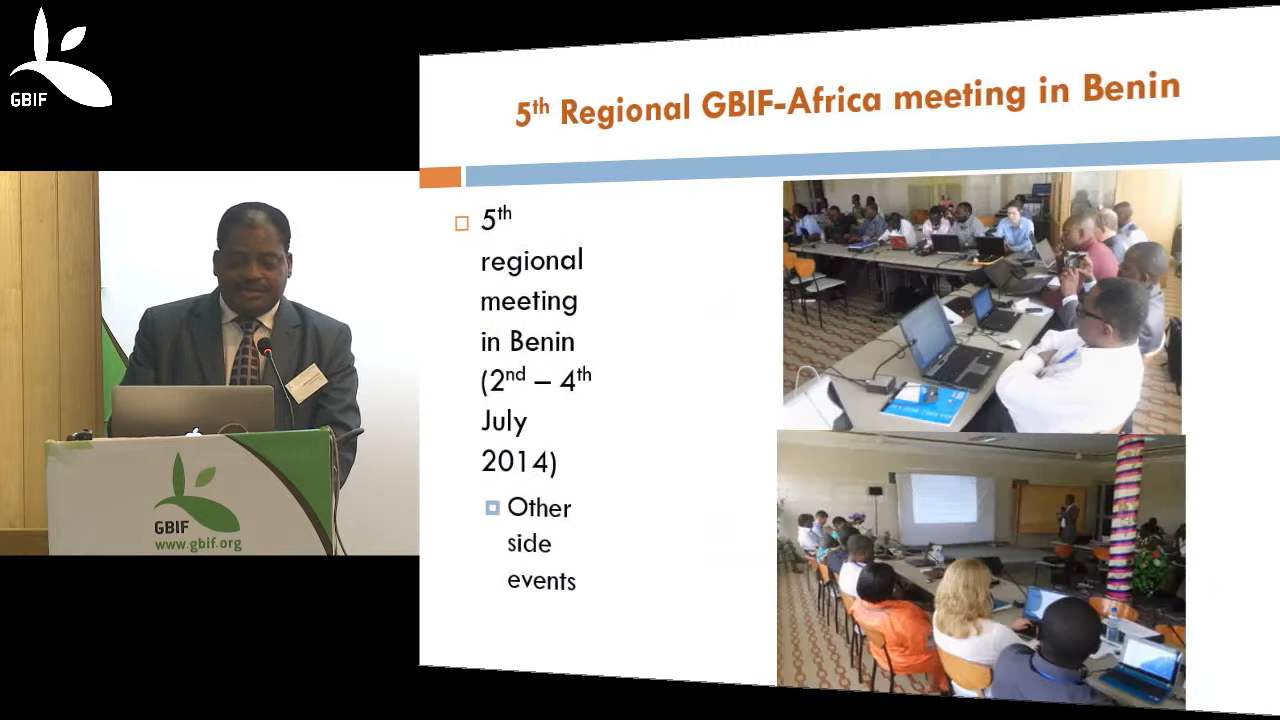 GBIF
5th Regional GBIF-Africa meeting in Benin
5th
regional
meeting
in Benin
(2nd – 4th
July
2014)
Other
side
events
GBIF
www.gbif.org